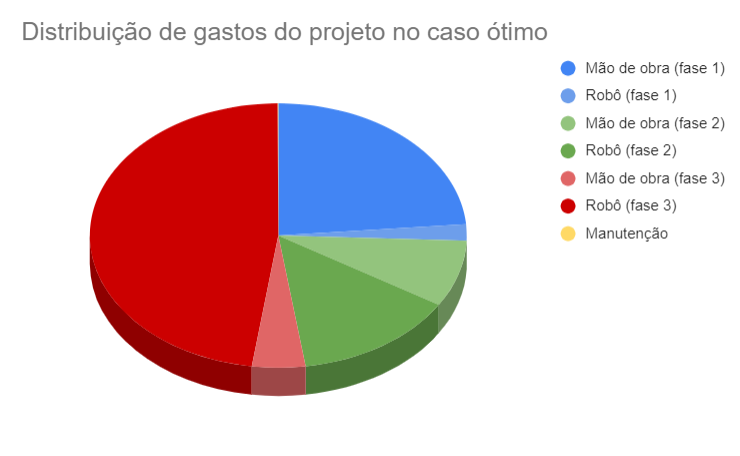 Distribuição de gastos do projeto no caso ótimo
Mão de obra (fase 1)
Robô (fase 1)
Mão de obra (fase 2)
Robô (fase 2)
Mão de obra (fase 3)
Robô (fase 3)
Manutenção